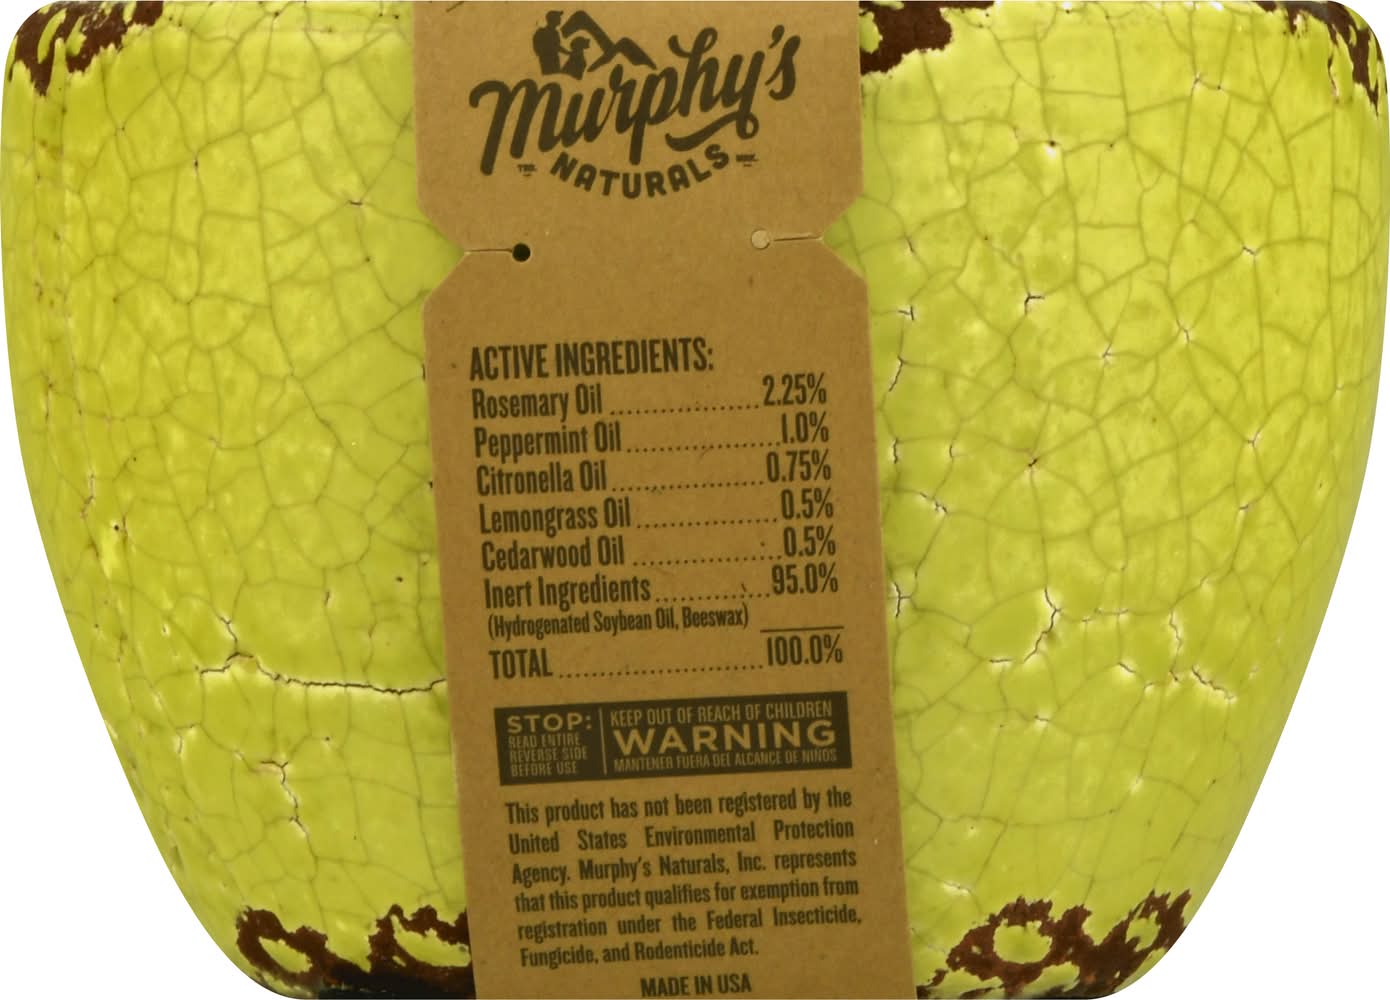 Murphy's
NATURALS
TRD. MRK.
ACTIVE INGREDIENTS:
Rosemary Oil ........................ 2.25%
Peppermint Oil ........................ 1.0%
Citronella Oil ........................ 0.75%
Lemongrass Oil ........................ 0.5%
Cedarwood Oil ........................ 0.5%
Inert Ingredients .................. 95.0%
(Hydrogenated Soybean Oil, Beeswax)
TOTAL ................................ 100.0%
STOP:
READ ENTIRE
REVERSE SIDE
BEFORE USE
KEEP OUT OF REACH OF CHILDREN
WARNING
MANTENER FUERA DEL ALCANCE DE NINOS
This product has not been registered by the
United States Environmental Protection
Agency. Murphy's Naturals, Inc. represents
that this product qualifies for exemption from
registration under the Federal Insecticide,
Fungicide, and Rodenticide Act.
MADE IN USA